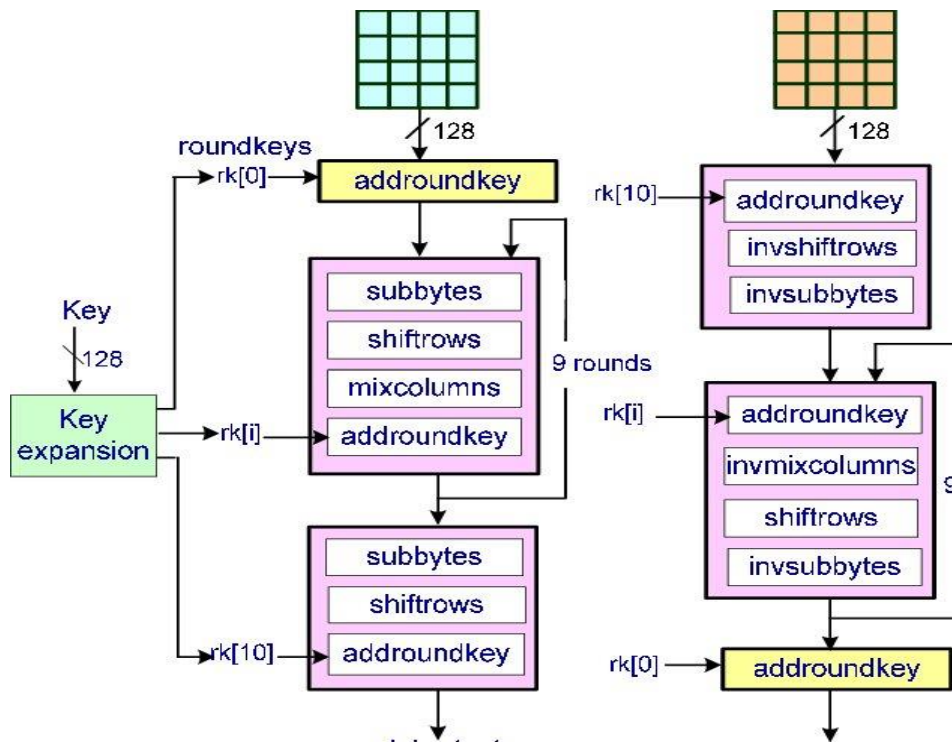 128
roundkeys
rk[0]
addroundkey
subbytes
shiftrows
mixcolumns
addroundkey
9 rounds
Key
128
Key
expansion
rk[i]
subbytes
shiftrows
addroundkey
rk[10]
128
rk[10]
addroundkey
invshiftrows
invsubbytes
rk[i]
addroundkey
invmixcolumns
shiftrows
invsubbytes
9
rk[0]
addroundkey